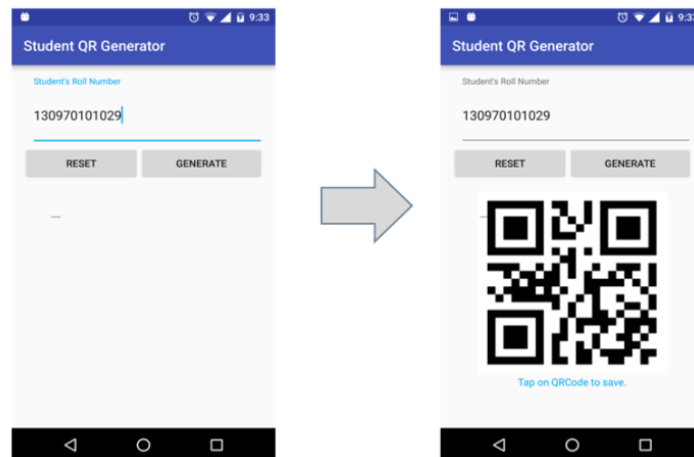 9:33
Student QR Generator
Student's Roll Number
130970101029
RESET
GENERATE
9:33
Student QR Generator
Student's Roll Number
130970101029
RESET
GENERATE
Tap on QRCode to save.